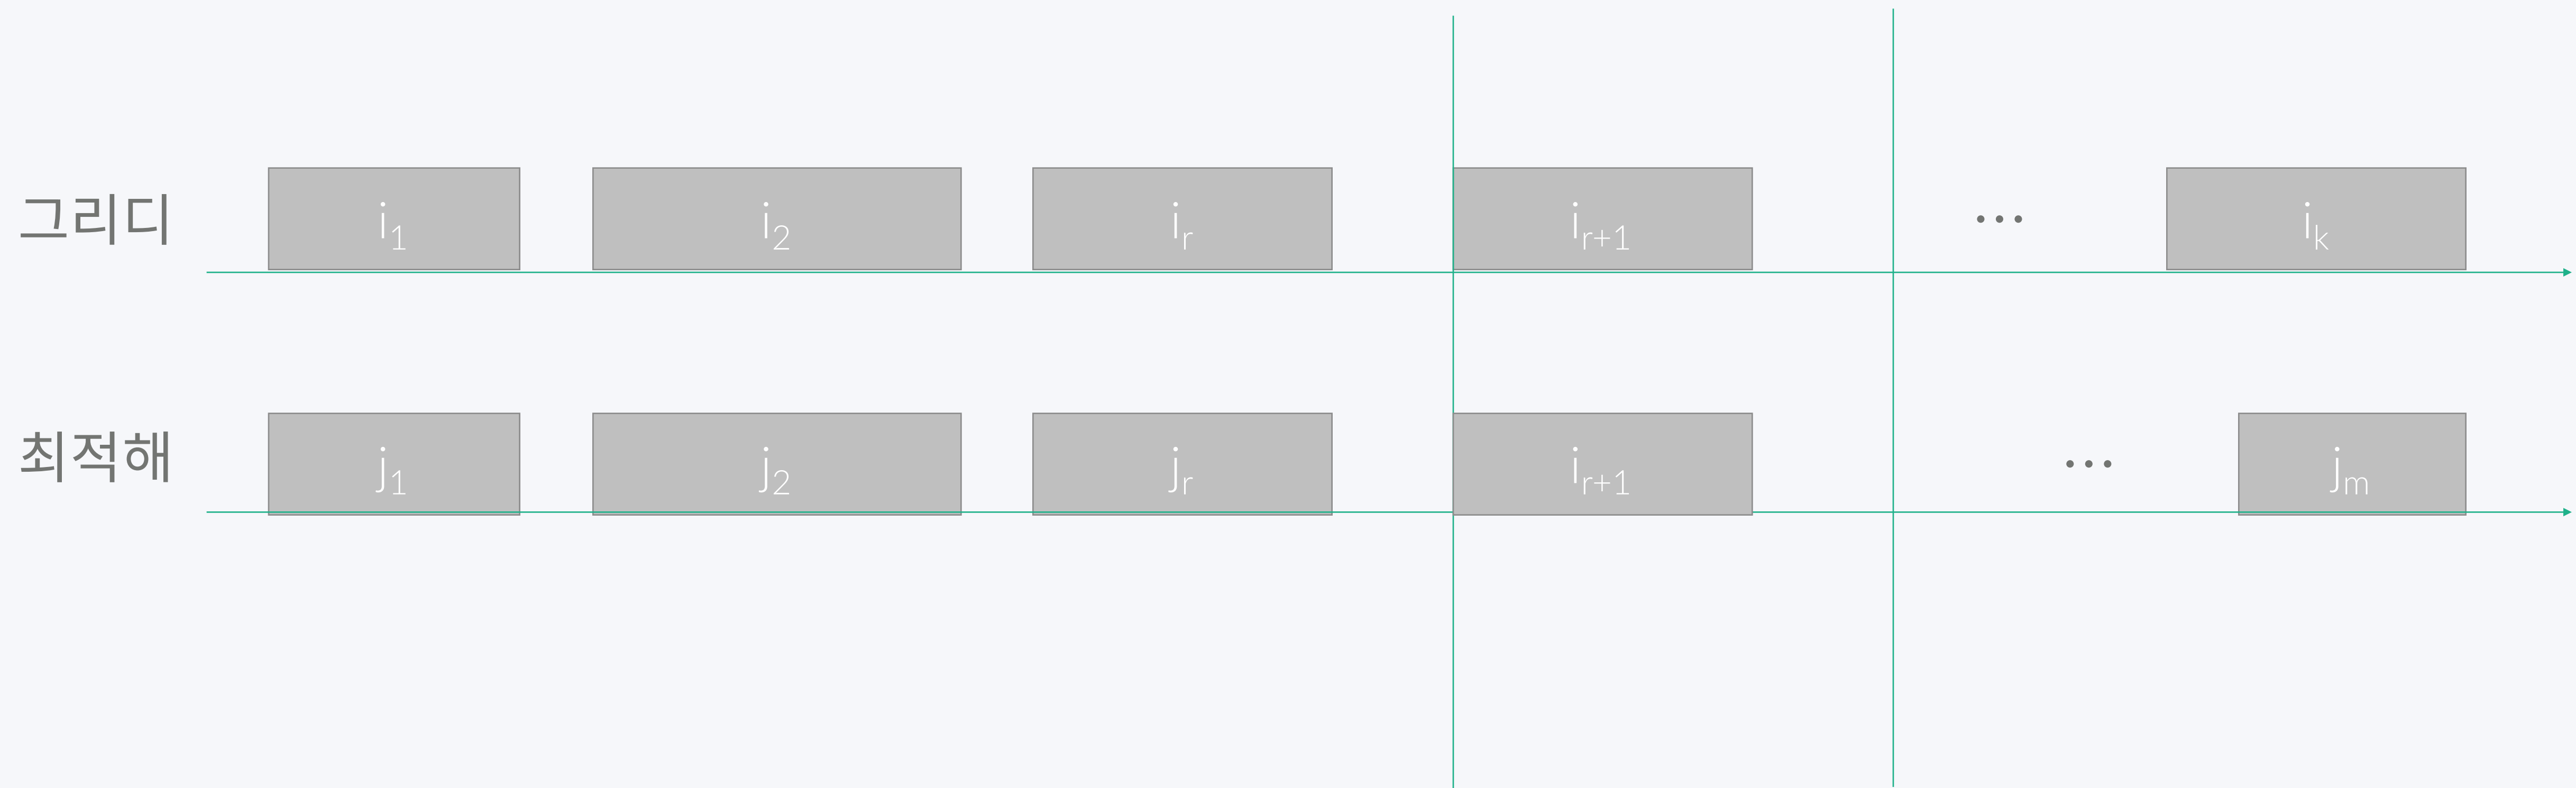 그리디 i₁ i₂ iᵣ iᵣ₊₁ ... iₖ
최적해 j₁ j₂ jᵣ iᵣ₊₁ ... jₘ